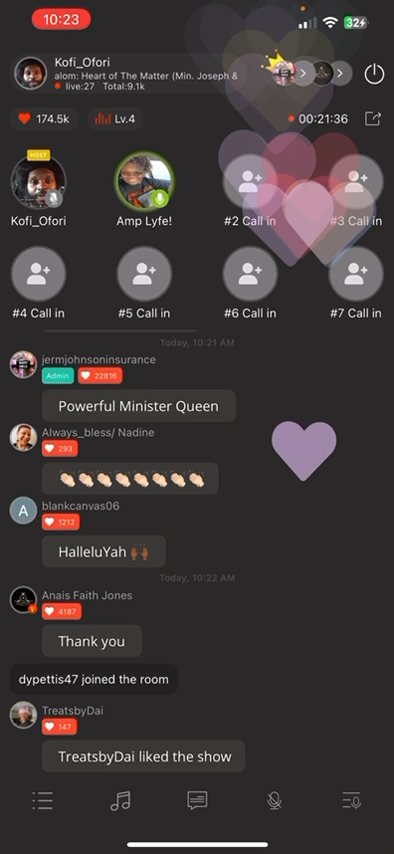 10:23
32
Kofi_Ofori
alom: Heart of The Matter (Min. Joseph &
live:27 Total:9.1k
174.5k
Lv.4
00:21:36
HOST
Kofi_Ofori
Amp Lyfe!
#2 Call in
#3 Call in
#4 Call in
#5 Call in
#6 Call in
#7 Call in
Today, 10:21 AM
jermjohnsoninsurance
Admin 22816
Powerful Minister Queen
Always_bless/ Nadine
293
👏🏻👏🏻👏🏻👏🏻👏🏻👏🏻👏🏻👏🏻
A
blankcanvas06
1212
HalleluYah 🙌🏾
Today, 10:22 AM
Anais Faith Jones
4187
Thank you
dypettis47 joined the room
TreatsbyDai
147
TreatsbyDai liked the show